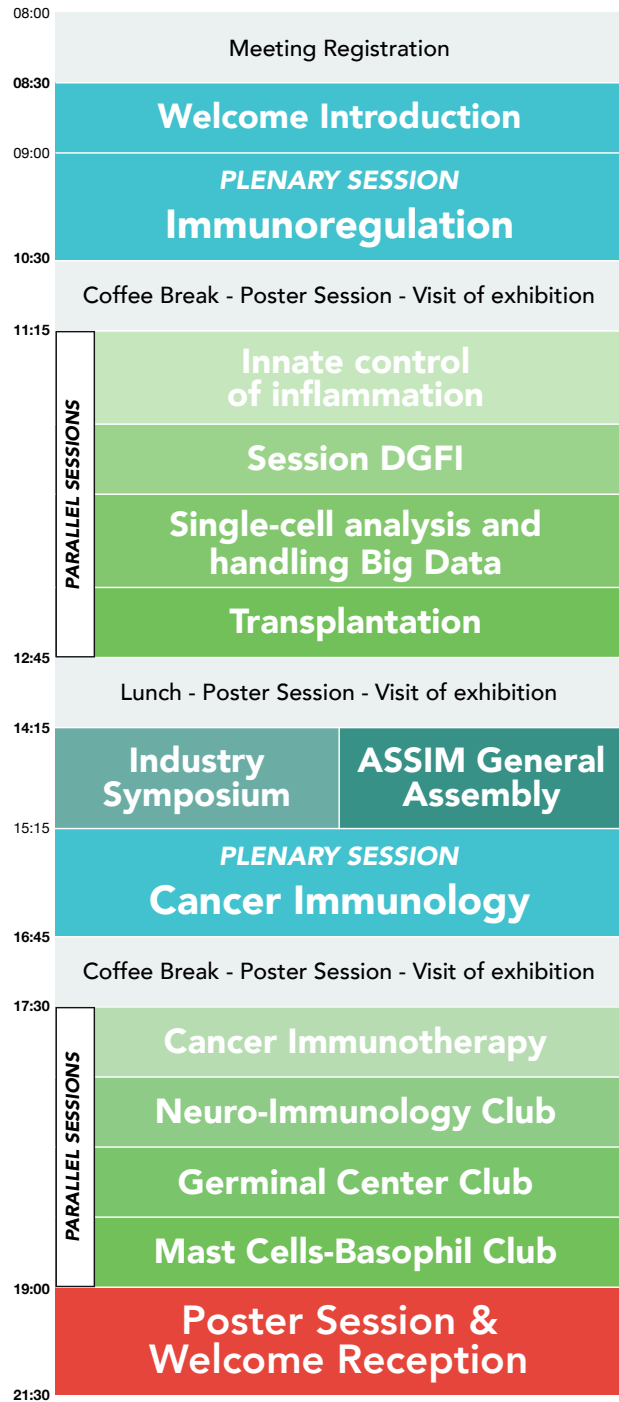 08:00
Meeting Registration
08:30
Welcome Introduction
09:00
PLENARY SESSION
Immunoregulation
10:30
Coffee Break - Poster Session - Visit of exhibition
11:15
PARALLEL SESSIONS
Innate control
of inflammation
Session DGFI
Single-cell analysis and
handling Big Data
Transplantation
12:45
Lunch - Poster Session - Visit of exhibition
14:15
Industry
Symposium
ASSIM General
Assembly
15:15
PLENARY SESSION
Cancer Immunology
16:45
Coffee Break - Poster Session - Visit of exhibition
17:30
PARALLEL SESSIONS
Cancer Immunotherapy
Neuro-Immunology Club
Germinal Center Club
Mast Cells-Basophil Club
19:00
Poster Session &
Welcome Reception
21:30